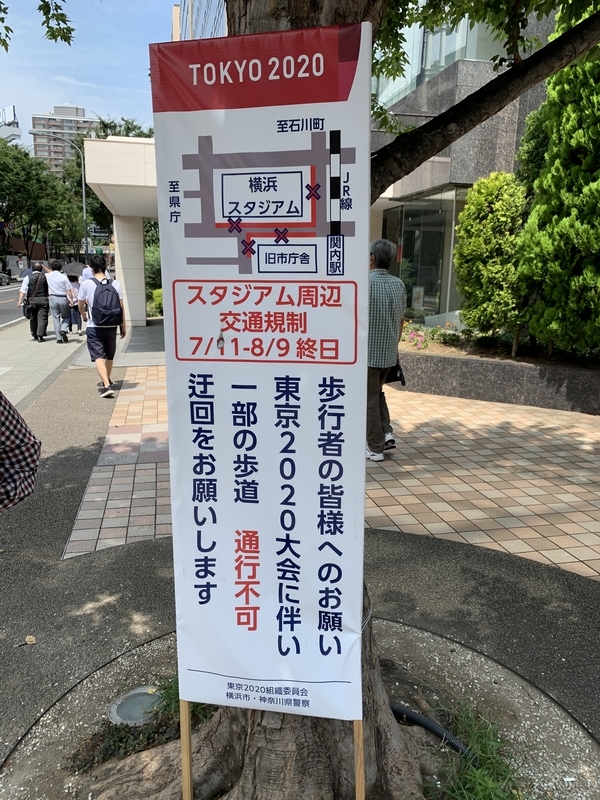 TOKYO 2020
至石川町
至県庁
横浜
スタジアム
JR線
関内駅
旧市庁舎
スタジアム周辺
交通規制
7/11-8/9 終日
歩行者の皆様へのお願い
東京2020大会に伴い
一部の歩道 通行不可
迂回をお願いします
東京2020組織委員会
横浜市・神奈川県警察